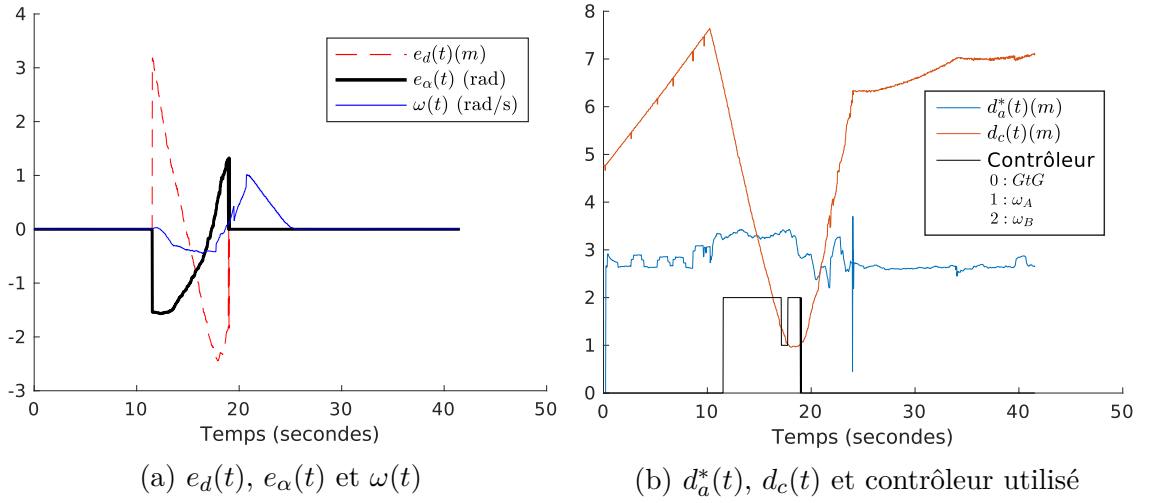 4
3
2
1
0
-1
-2
-3
0
10
20
30
40
50
Temps (secondes)
e_d(t)(m)
e_α(t) (rad)
ω(t) (rad/s)
(a) e_d(t), e_α(t) et ω(t)
8
7
6
5
4
3
2
1
0
0
10
20
30
40
50
Temps (secondes)
d_a^*(t)(m)
d_c(t)(m)
Contrôleur
0 : GtG
1 : ω_A
2 : ω_B
(b) d_a^*(t), d_c(t) et contrôleur utilisé